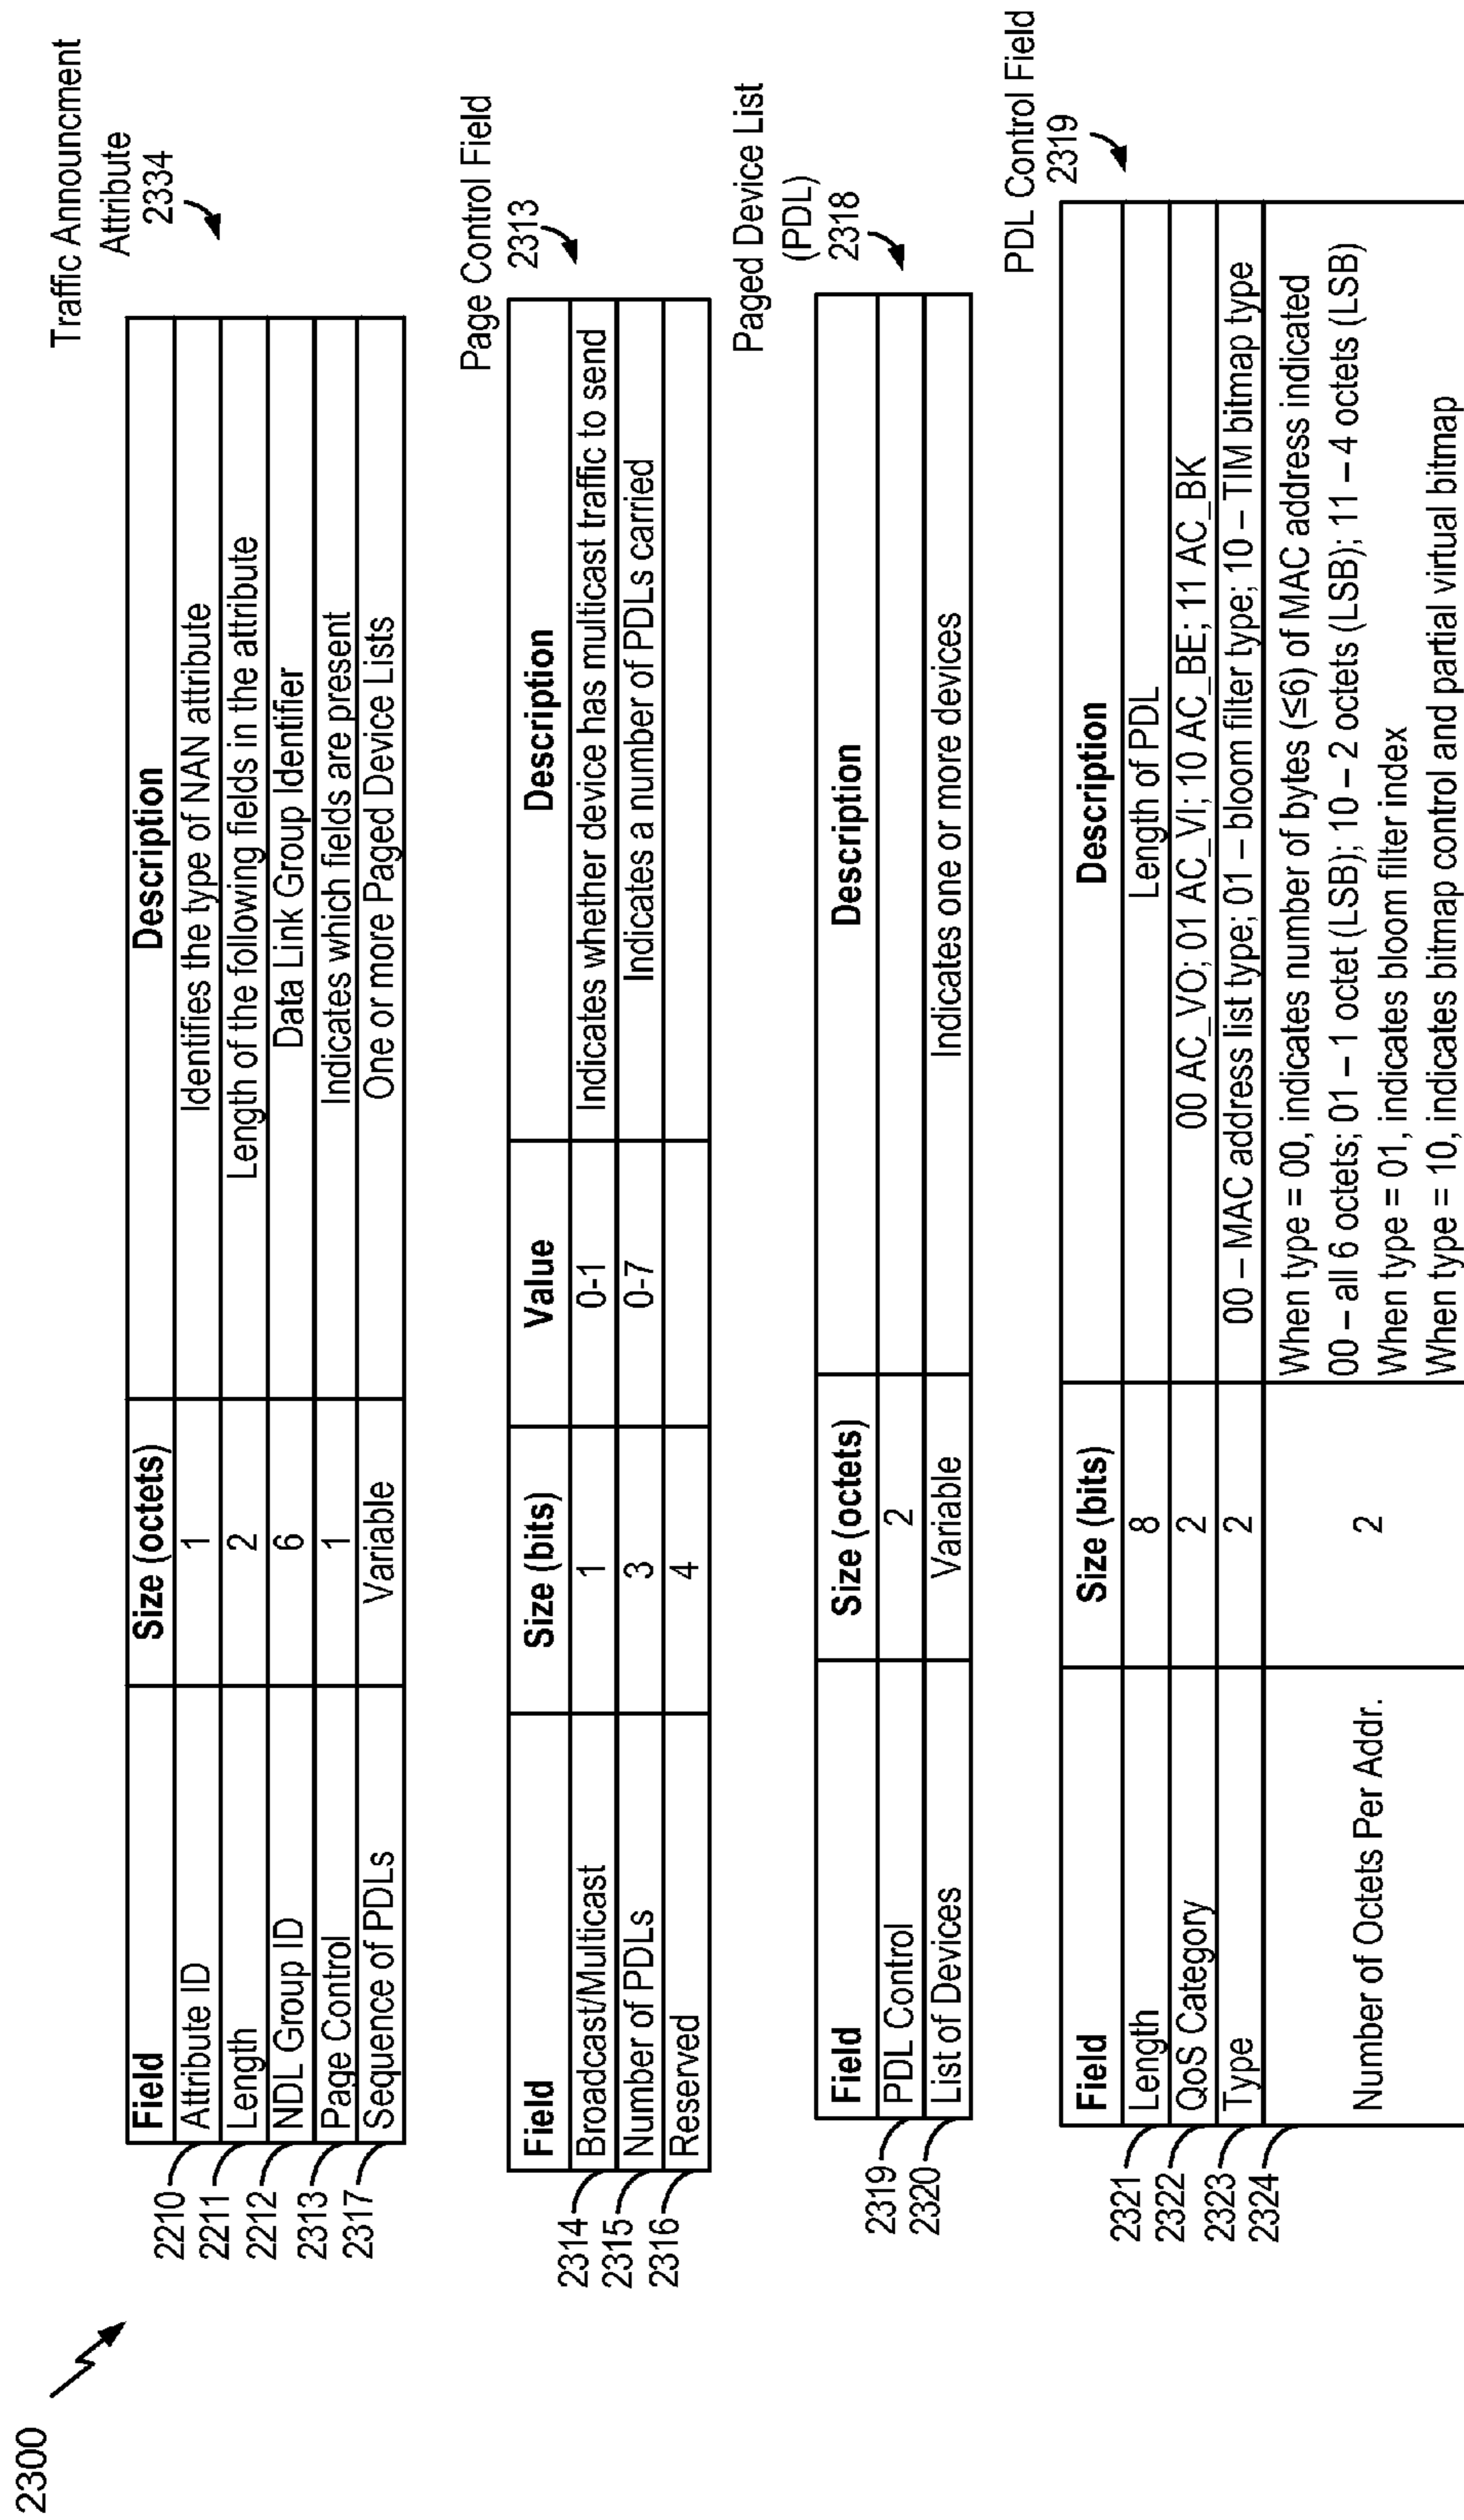 2300
Traffic Announcment
Attribute
2334
Field Size (octets) Description
2210 Attribute ID 1 Identifies the type of NAN attribute
2211 Length 2 Length of the following fields in the attribute
2212 NDL Group ID 6 Data Link Group Identifier
2313 Page Control 1 Indicates which fields are present
2317 Sequence of PDLs Variable One or more Paged Device Lists
Page Control Field
2313
Field Size (bits) Value Description
2314 Broadcast/Multicast 1 0-1 Indicates whether device has multicast traffic to send
2315 Number of PDLs 3 0-7 Indicates a number of PDLs carried
2316 Reserved 4
Paged Device List
(PDL)
2318
Field Size (octets) Description
2319 PDL Control 2
2320 List of Devices Variable Indicates one or more devices
PDL Control Field
2319
Field Size (bits) Description
2321 Length 8 Length of PDL
2322 QoS Category 2 00 AC_VO; 01 AC_VI; 10 AC_BE; 11 AC_BK
2323 Type 2 00 – MAC address list type; 01 – bloom filter type; 10 – TIM bitmap type
2324 Number of Octets Per Addr. 2 When type = 00, indicates number of bytes (≤6) of MAC address indicated
00 – all 6 octets; 01 – 1 octet (LSB); 10 – 2 octets (LSB); 11 – 4 octets (LSB)
When type = 01, indicates bloom filter index
When type = 10, indicates bitmap control and partial virtual bitmap